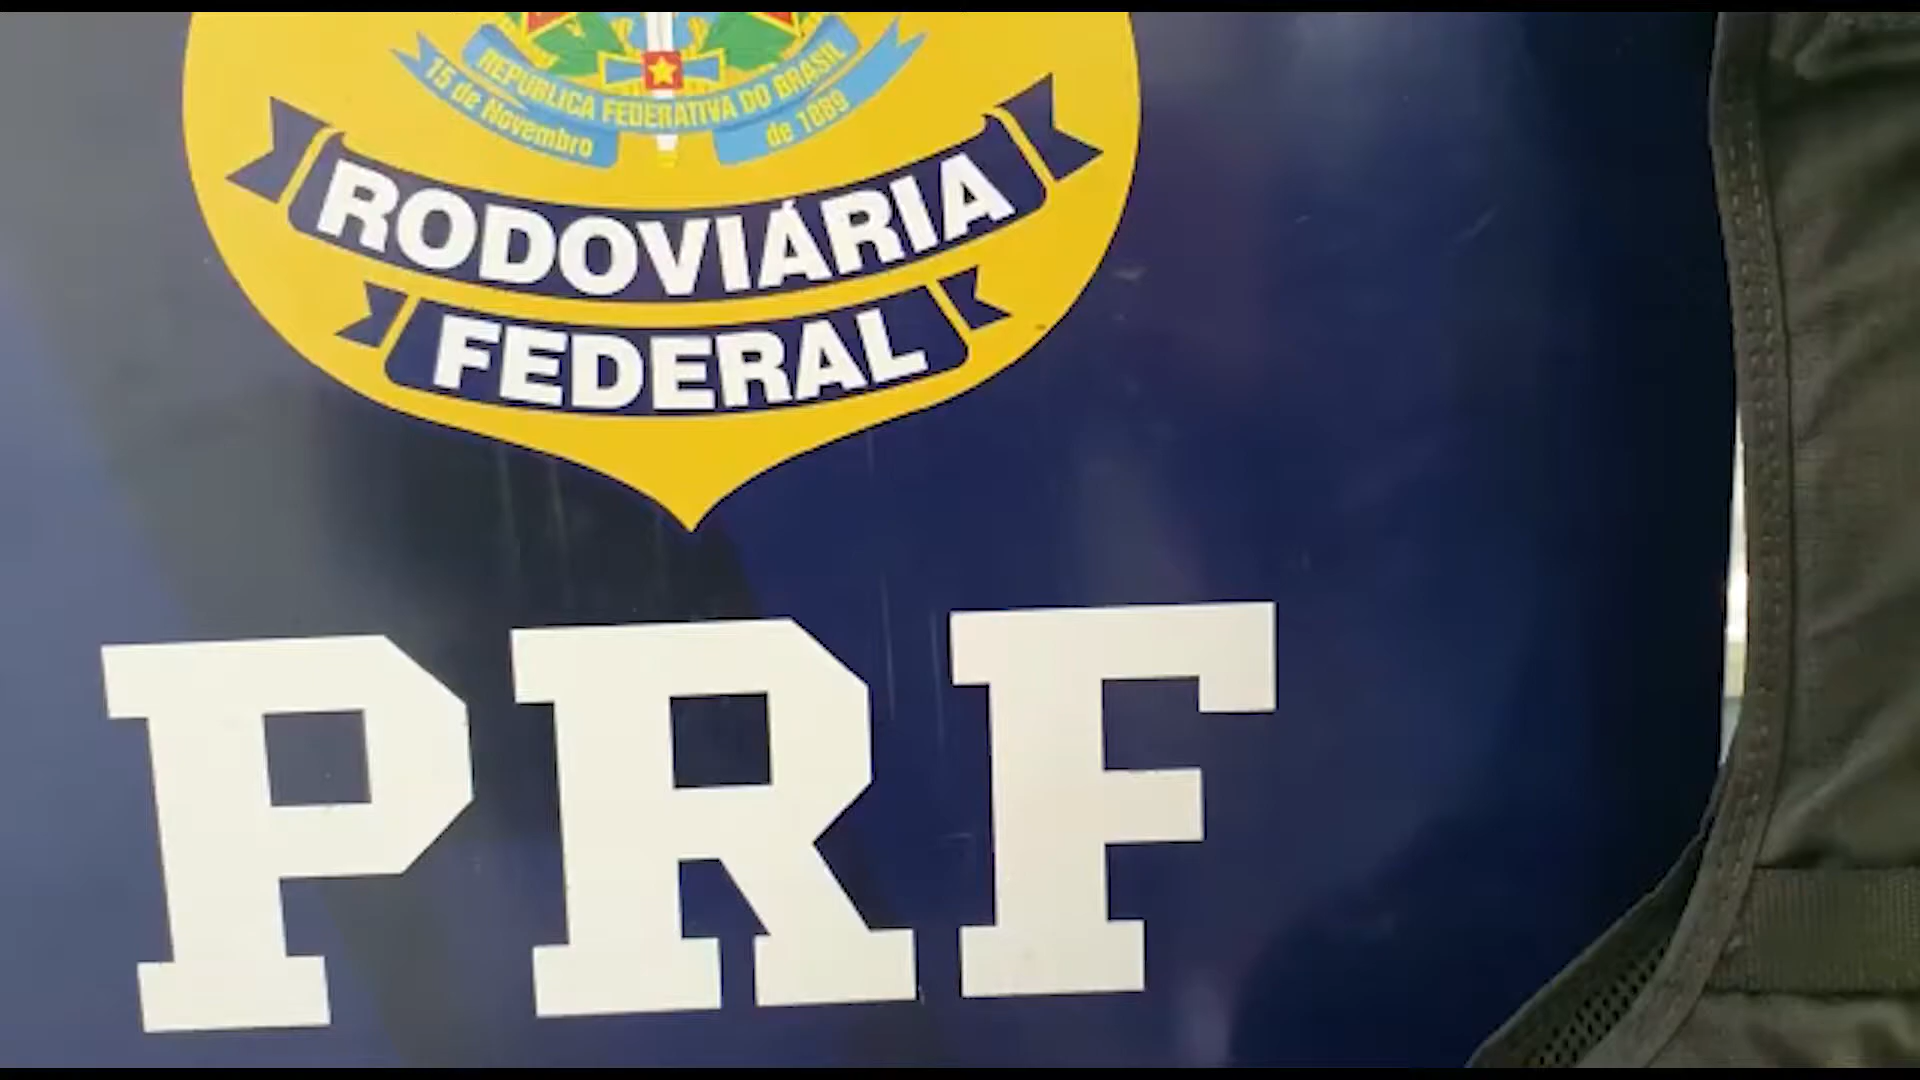 REPÚBLICA FEDERATIVA DO BRASIL
15 de Novembro de 1889
RODOVIÁRIA
FEDERAL
PRF